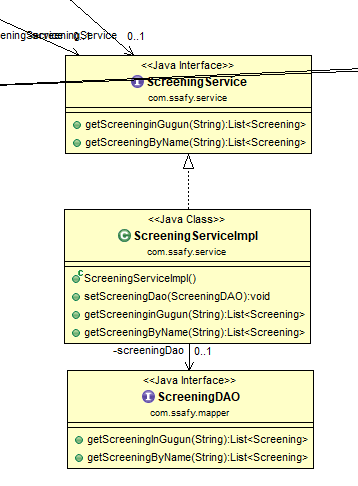 0..1
0..1
<<Java Interface>>
ScreeningService
com.ssafy.service
getScreeninginGugun(String):List<Screening>
getScreeningByName(String):List<Screening>
<<Java Class>>
ScreeningServiceImpl
com.ssafy.service
ScreeningServiceImpl()
setScreeningDao(ScreeningDAO):void
getScreeninginGugun(String):List<Screening>
getScreeningByName(String):List<Screening>
-screeningDao 0..1
<<Java Interface>>
ScreeningDAO
com.ssafy.mapper
getScreeningInGugun(String):List<Screening>
getScreeningByName(String):List<Screening>